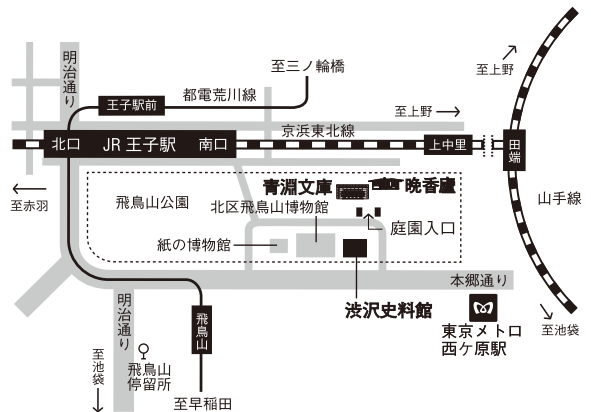 明治通り
至三ノ輪橋
至上野
都電荒川線
王子駅前
至上野
京浜東北線
北口 JR 王子駅 南口
上中里
田端
青淵文庫
晩香廬
至赤羽
飛鳥山公園
北区飛鳥山博物館
山手線
庭園入口
紙の博物館
本郷通り
渋沢史料館
明治通り
飛鳥山
東京メトロ
西ケ原駅
至池袋
至池袋
飛鳥山
停留所
至早稲田